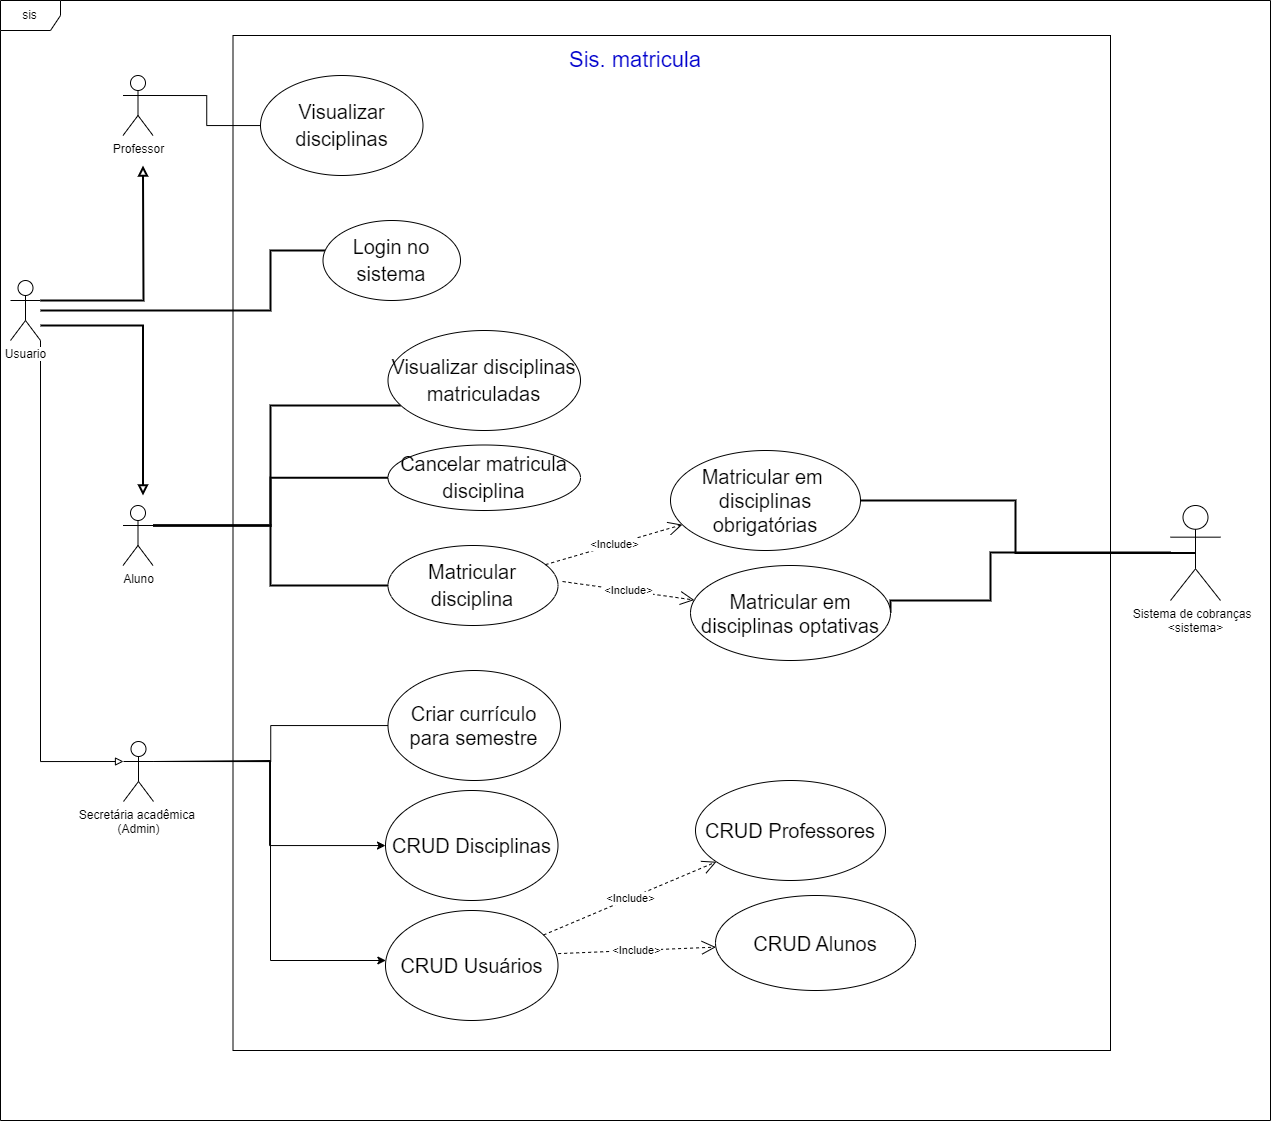 sis
Sis. matricula
Professor
Visualizar
disciplinas
Login no
sistema
Usuario
Visualizar disciplinas
matriculadas
Cancelar matricula
disciplina
Matricular em
disciplinas
obrigatórias
<Include>
Aluno
Matricular
disciplina
<Include>
Matricular em
disciplinas optativas
Sistema de cobranças
<sistema>
Criar currículo
para semestre
Secretária acadêmica
(Admin)
CRUD Disciplinas
CRUD Professores
<Include>
CRUD Usuários
<Include>
CRUD Alunos